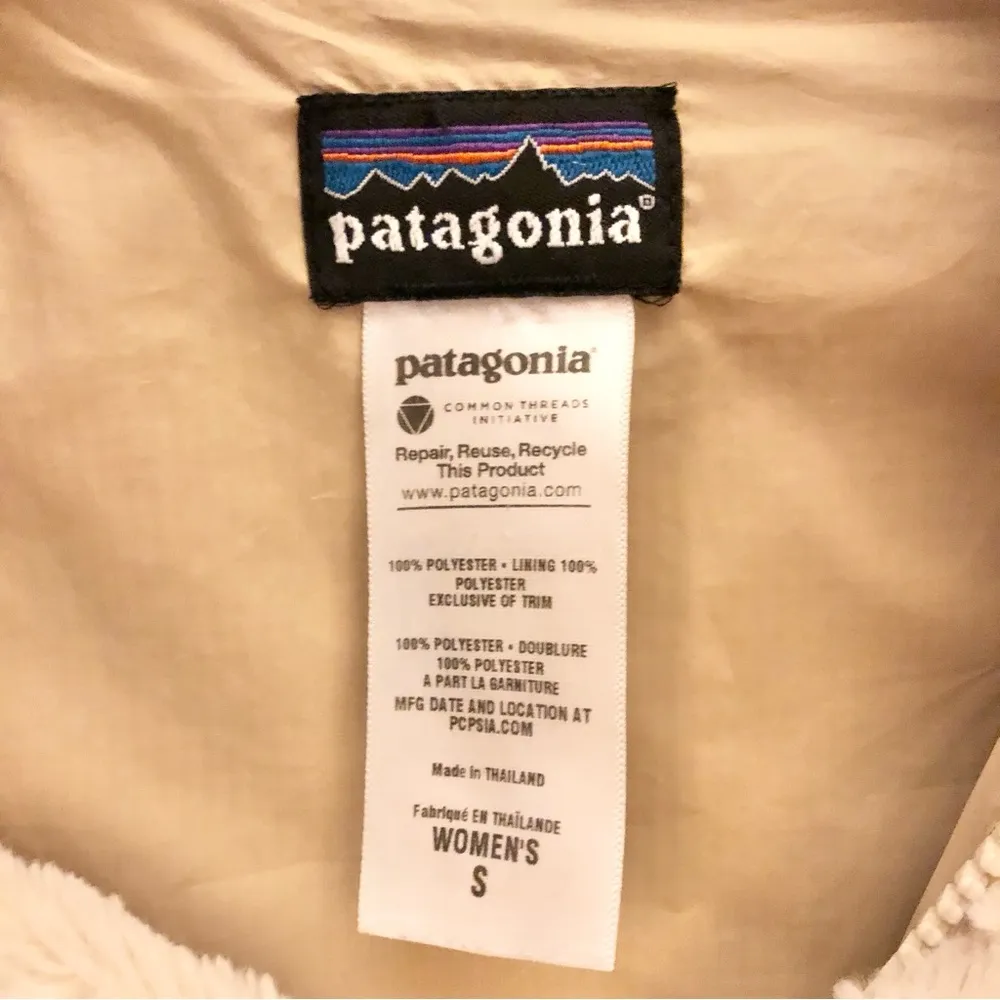 patagonia®
patagonia®
COMMON THREADS
INITIATIVE
Repair, Reuse, Recycle
This Product
www.patagonia.com
100% POLYESTER • LINING 100%
POLYESTER
EXCLUSIVE OF TRIM
100% POLYESTER • DOUBLURE
100% POLYESTER
A PART LA GARNITURE
MFG DATE AND LOCATION AT
PCPSIA.COM
Made in THAILAND
Fabriqué EN THAÏLANDE
WOMEN'S
S